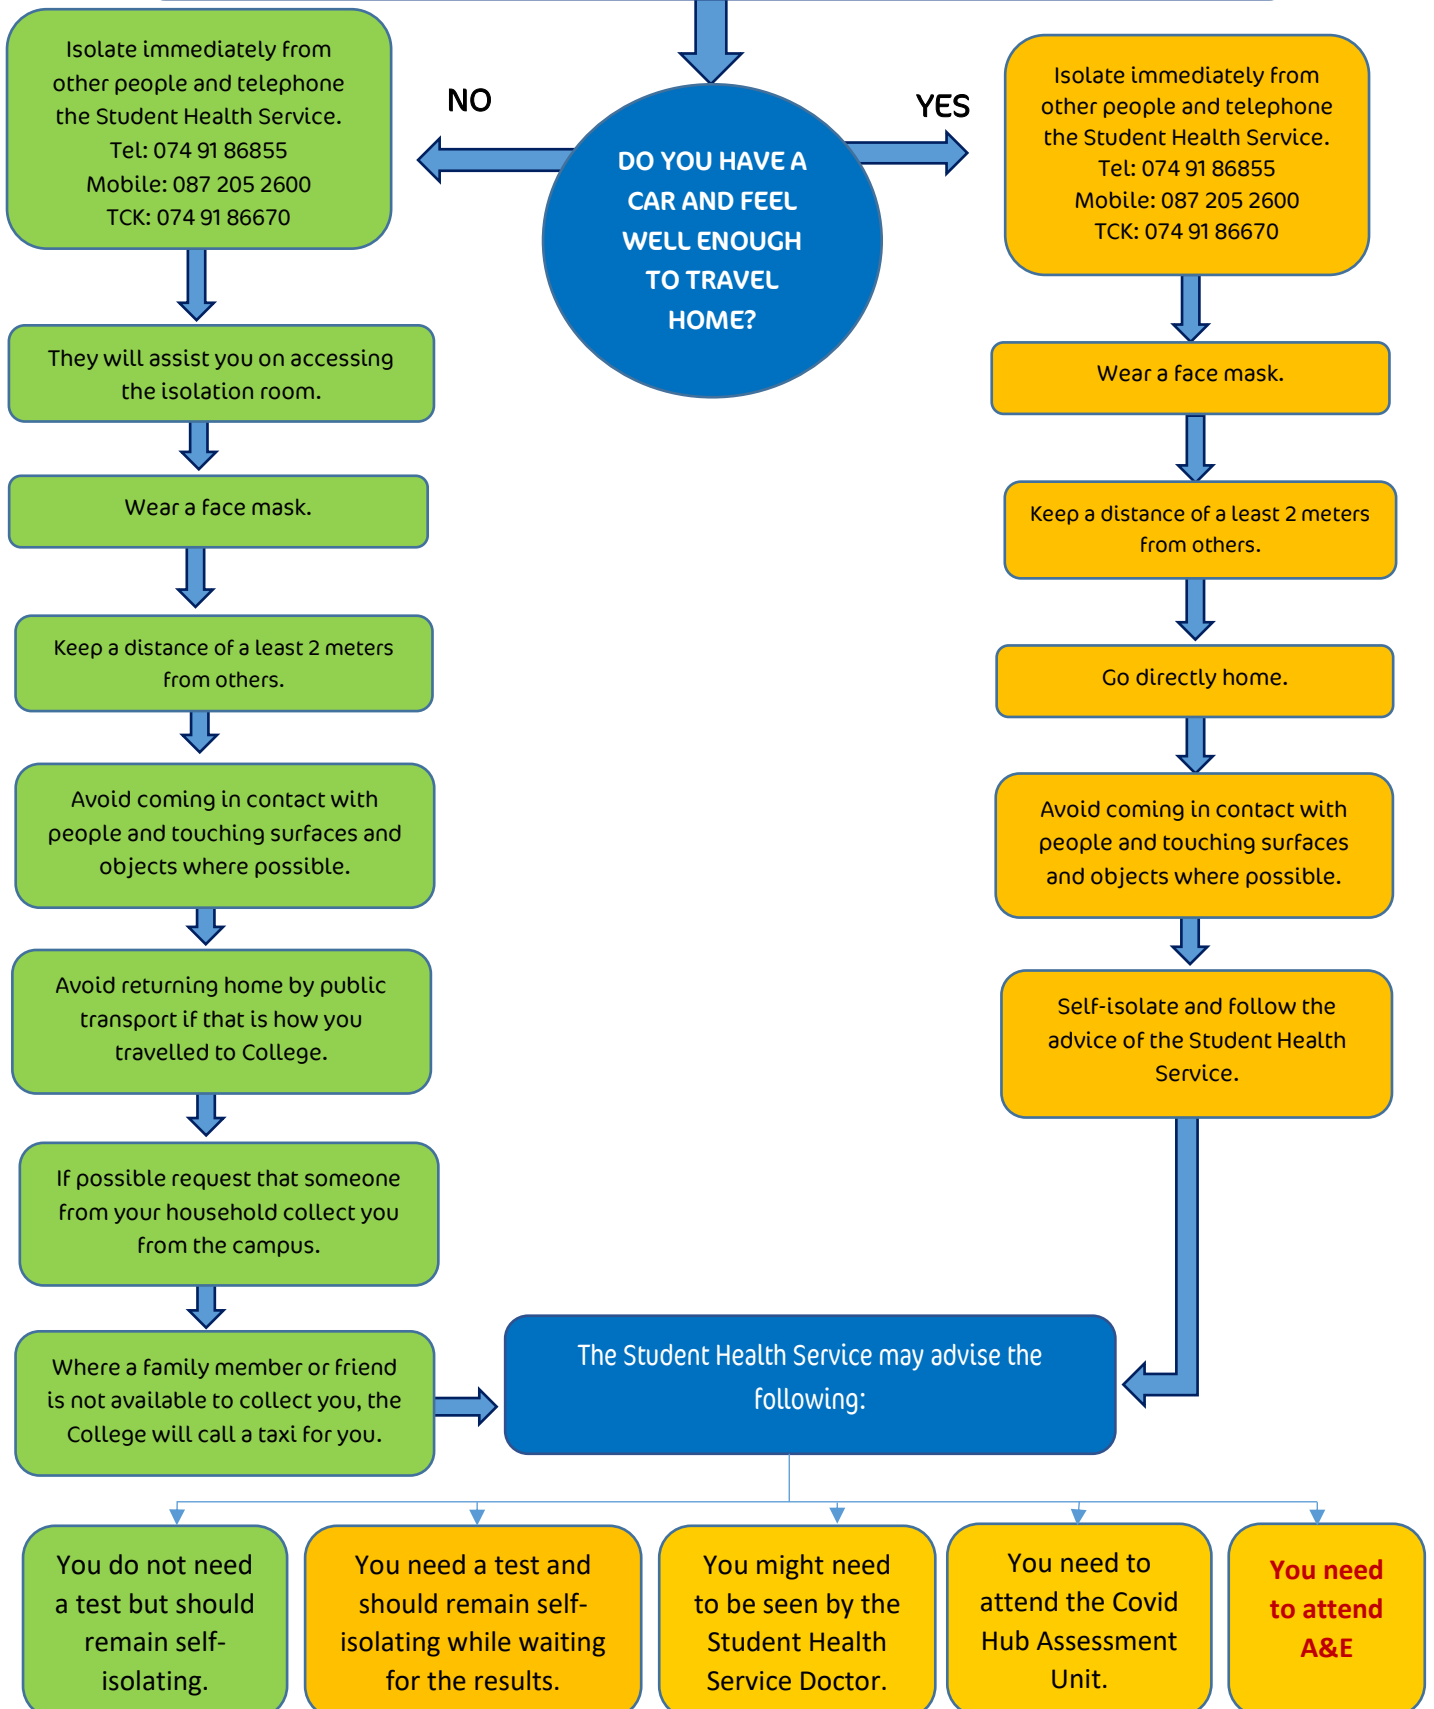 Isolate immediately from
other people and telephone
the Student Health Service.
Tel: 074 91 86855
Mobile: 087 205 2600
TCK: 074 91 86670
NO
DO YOU HAVE A
CAR AND FEEL
WELL ENOUGH
TO TRAVEL
HOME?
YES
Isolate immediately from
other people and telephone
the Student Health Service.
Tel: 074 91 86855
Mobile: 087 205 2600
TCK: 074 91 86670
They will assist you on accessing
the isolation room.
Wear a face mask.
Keep a distance of a least 2 meters
from others.
Avoid coming in contact with
people and touching surfaces and
objects where possible.
Avoid returning home by public
transport if that is how you
travelled to College.
If possible request that someone
from your household collect you
from the campus.
Where a family member or friend
is not available to collect you, the
College will call a taxi for you.
Wear a face mask.
Keep a distance of a least 2 meters
from others.
Go directly home.
Avoid coming in contact with
people and touching surfaces
and objects where possible.
Self-isolate and follow the
advice of the Student Health
Service.
The Student Health Service may advise the
following:
You do not need
a test but should
remain self-
isolating.
You need a test and
should remain self-
isolating while waiting
for the results.
You might need
to be seen by the
Student Health
Service Doctor.
You need to
attend the Covid
Hub Assessment
Unit.
You need
to attend
A&E